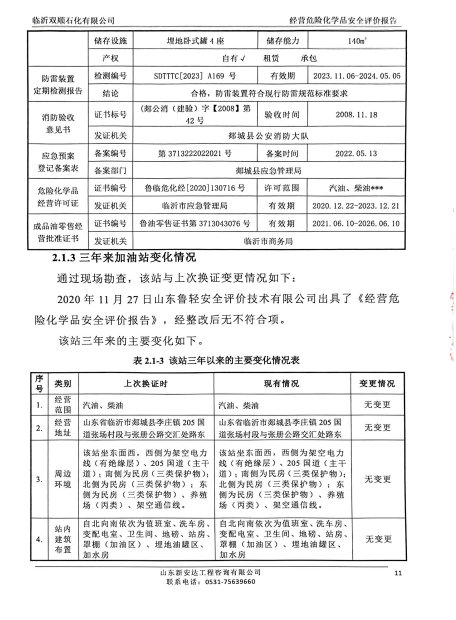 临沂双顺石化有限公司 经营危险化学品安全评价报告
储存设施 埋地卧式罐 4 座 储存能力 140m³
产权 自有 √ 租赁 承包
防雷装置定期检测报告 检测编号 SDTTTC[2023] A169 号 有效期 2023.11.06-2024.05.05
结论 合格，防雷装置符合现行防雷规范标准要求
消防验收意见书 证书标号 (郯公消（建验）字【2008】第42 号 验收时间 2008.11.18
发证机关 郯城县公安消防大队
应急预案登记备案表 备案编号 第 3713222022021 号 备案时间 2022.05.13
备案部门 郯城县应急管理局
危险化学品经营许可证 证书编号 鲁临危化经[2020]130716 号 许可范围 汽油、柴油***
发证机关 临沂市应急管理局 有效期 2020.12.22-2023.12.21
成品油零售经营批准证书 证书编号 鲁油零售证书第 3713043076 号 有效期 2021.06.10-2026.06.10
发证机关 临沂市商务局
2.1.3 三年来加油站变化情况
通过现场勘查，该站与上次换证变更情况如下：
2020 年 11 月 27 日山东鲁轻安全评价技术有限公司出具了《经营危
险化学品安全评价报告》，经整改后无不符合项。
该站三年来的主要变化如下。
表 2.1-3 该站三年以来的主要变化情况表
序号 类别 上次换证时 现有情况 变更情况
1. 经营范围 汽油、柴油 汽油、柴油 无变更
2. 经营地址 山东省临沂市郯城县李庄镇 205 国道张场村段与张册公路交汇处路东 山东省临沂市郯城县李庄镇 205 国道张场村段与张册公路交汇处路东 无变更
3. 周边环境 该站坐东面西，西侧为架空电力线（有绝缘层）、205 国道（主干道）；南侧为民房（三类保护物）；北侧为民房（三类保护物）；东侧为民房（三类保护物）、养殖场（丙类）、架空通信线。 该站坐东面西，西侧为架空电力线（有绝缘层）、205 国道（主干道）；南侧为民房（三类保护物）；北侧为民房（三类保护物）；东侧为民房（三类保护物）、养殖场（丙类）、架空通信线。 无变更
4. 站内建筑布置 自北向南依次为值班室、洗车房、变配电室、卫生间、地磅、站房、罩棚（加油区）、埋地油罐区、加水房 自北向南依次为值班室、洗车房、变配电室、卫生间、地磅、站房、罩棚（加油区）、埋地油罐区、加水房 无变更
山东新安达工程咨询有限公司 11
联系电话：0531-75639660